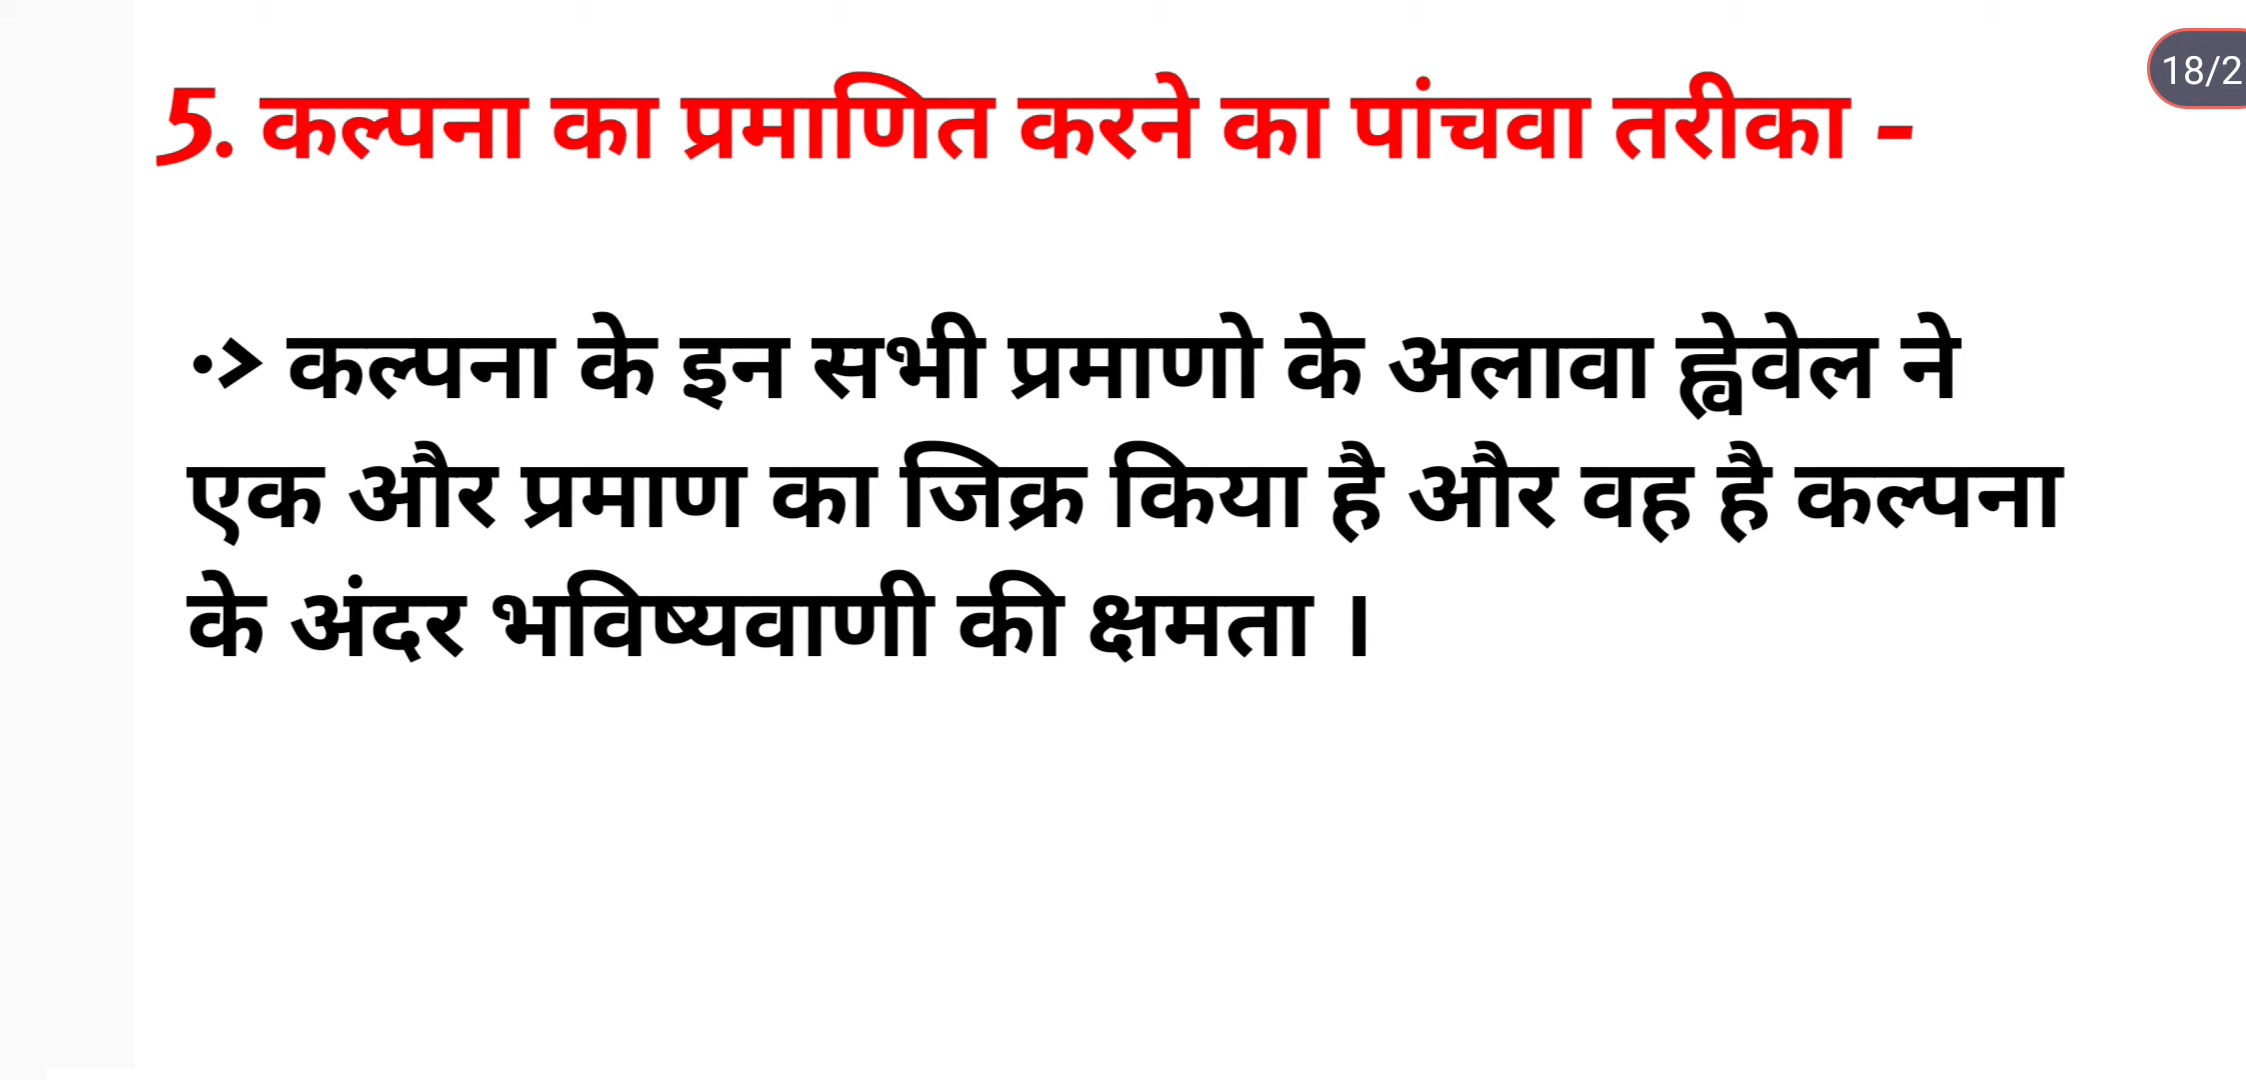 18/2
5. कल्पना का प्रमाणित करने का पांचवा तरीका -
•> कल्पना के इन सभी प्रमाणो के अलावा ह्वेवेल ने
एक और प्रमाण का जिक्र किया है और वह है कल्पना
के अंदर भविष्यवाणी की क्षमता ।